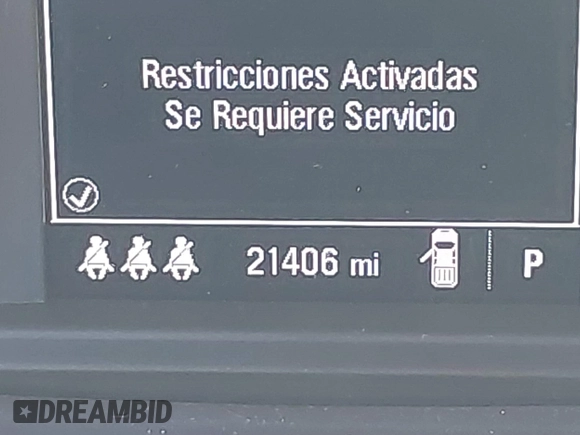 Restricciones Activadas
Se Requiere Servicio
21406 mi
P
DREAMBID